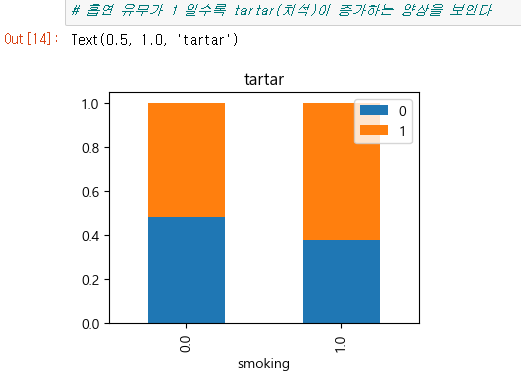 # 흡연 유무가 1 일수록 tartar(치석)이 증가하는 양상을 보인다
Out[14]: Text(0.5, 1.0, 'tartar')
tartar
1.0
0.8
0.6
0.4
0.2
0.0
0
1
0.0
1.0
smoking